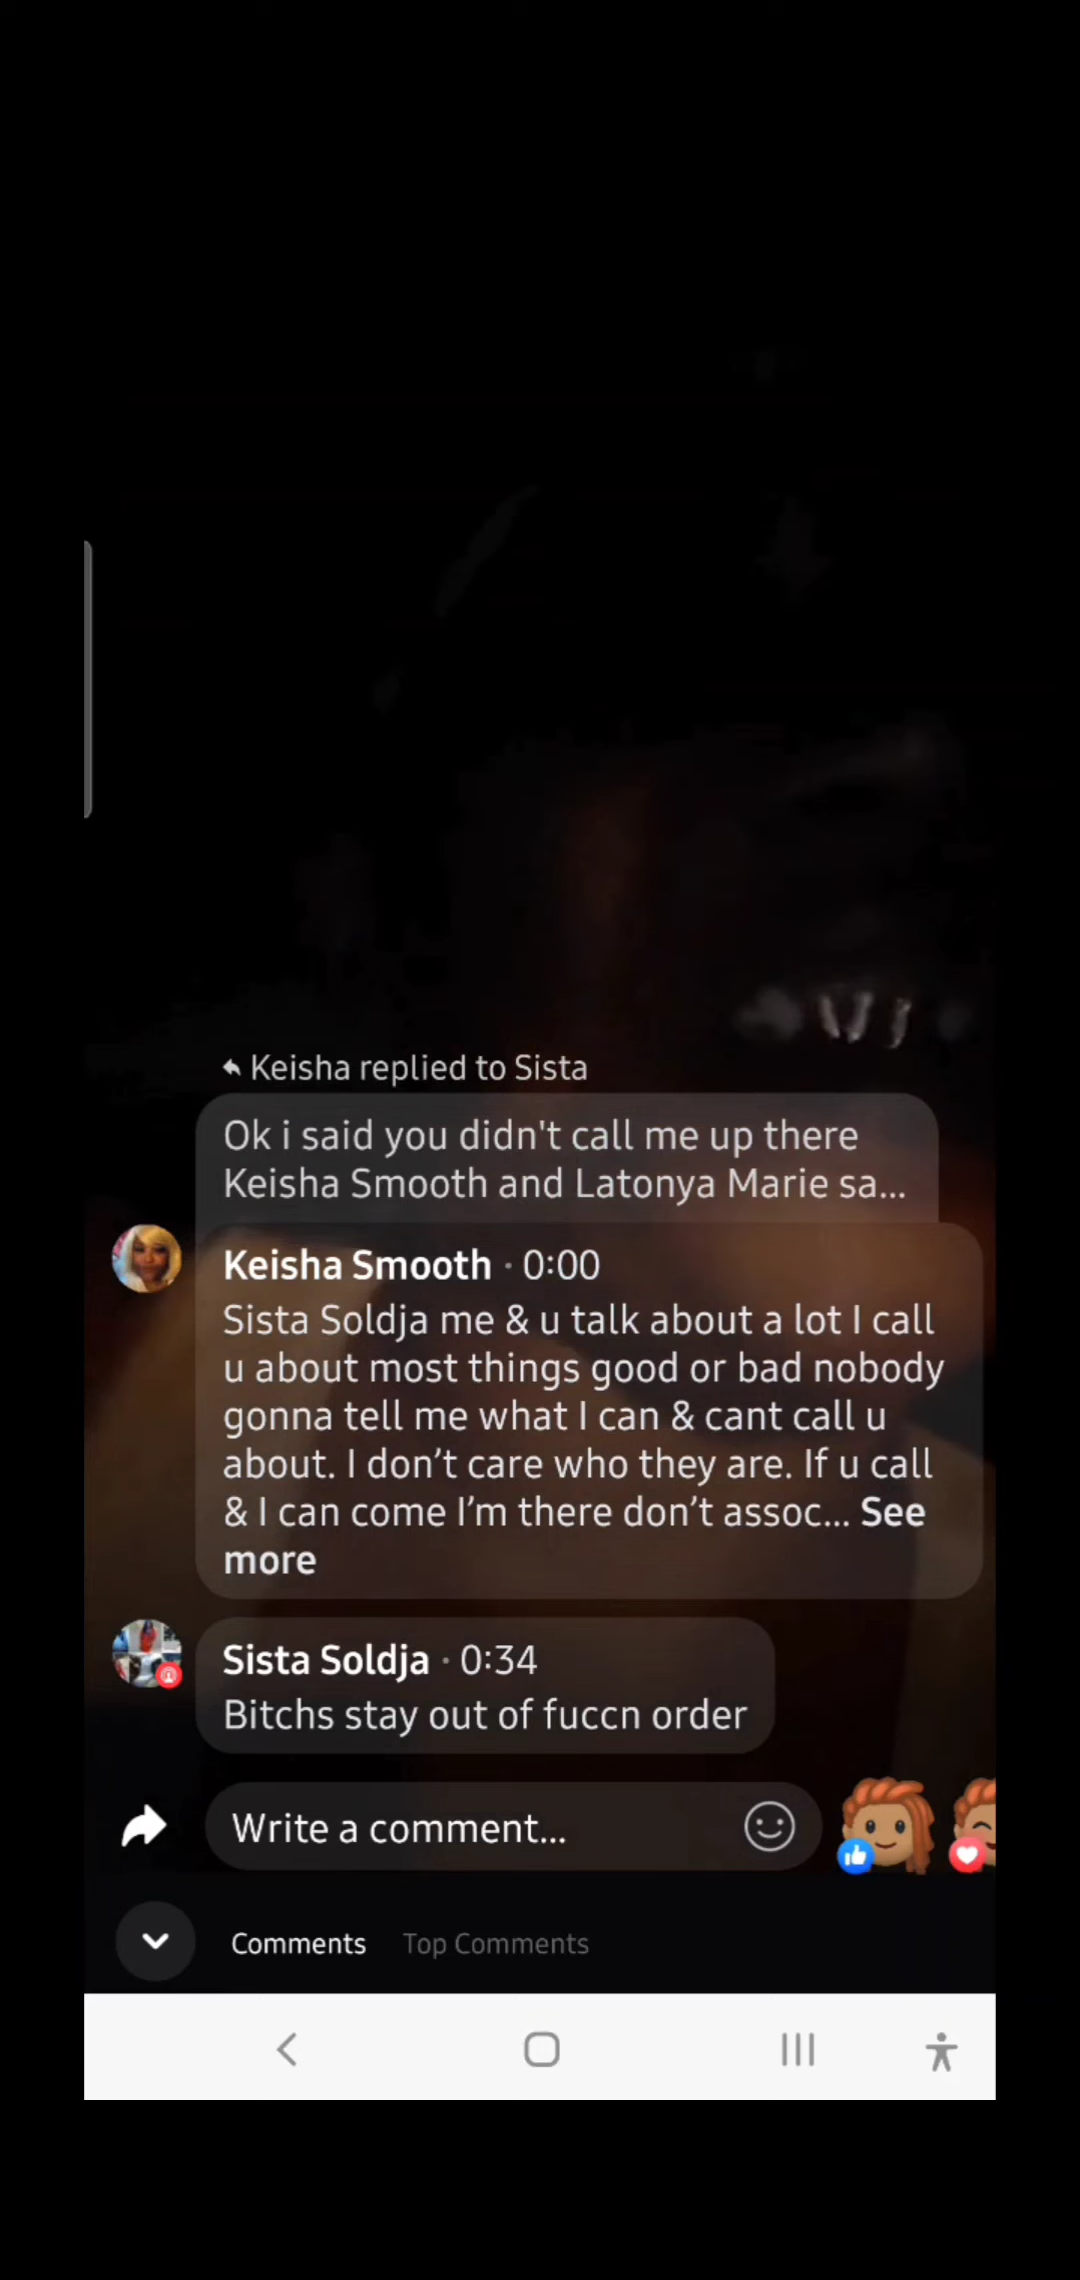 Keisha replied to Sista
Ok i said you didn't call me up there
Keisha Smooth and Latonya Marie sa...
Keisha Smooth · 0:00
Sista Soldja me & u talk about a lot I call
u about most things good or bad nobody
gonna tell me what I can & cant call u
about. I don’t care who they are. If u call
& I can come I’m there don’t assoc... See
more
Sista Soldja · 0:34
Bitchs stay out of fuccn order
Write a comment...
Comments Top Comments